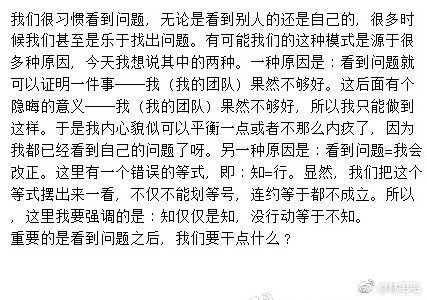 我们很习惯看到问题，无论是看到别人的还是自己的，很多时
候我们甚至是乐于找出问题。有可能我们的这种模式是源于很
多种原因，今天我想说其中的两种。一种原因是：看到问题就
可以证明一件事——我（我的团队）果然不够好。这后面有个
隐晦的意义——我（我的团队）果然不够好，所以我只能做到
这样。于是我内心貌似可以平衡一点或者不那么内疚了，因为
我都已经看到自己的问题了呀。另一种原因是：看到问题=我会
改正。这里有一个错误的等式，即：知=行。显然，我们把这个
等式摆出来一看，不仅不能划等号，连约等于都不成立。所以
，这里我要强调的是：知仅仅是知，没行动等于不知。
重要的是看到问题之后，我们要干点什么？